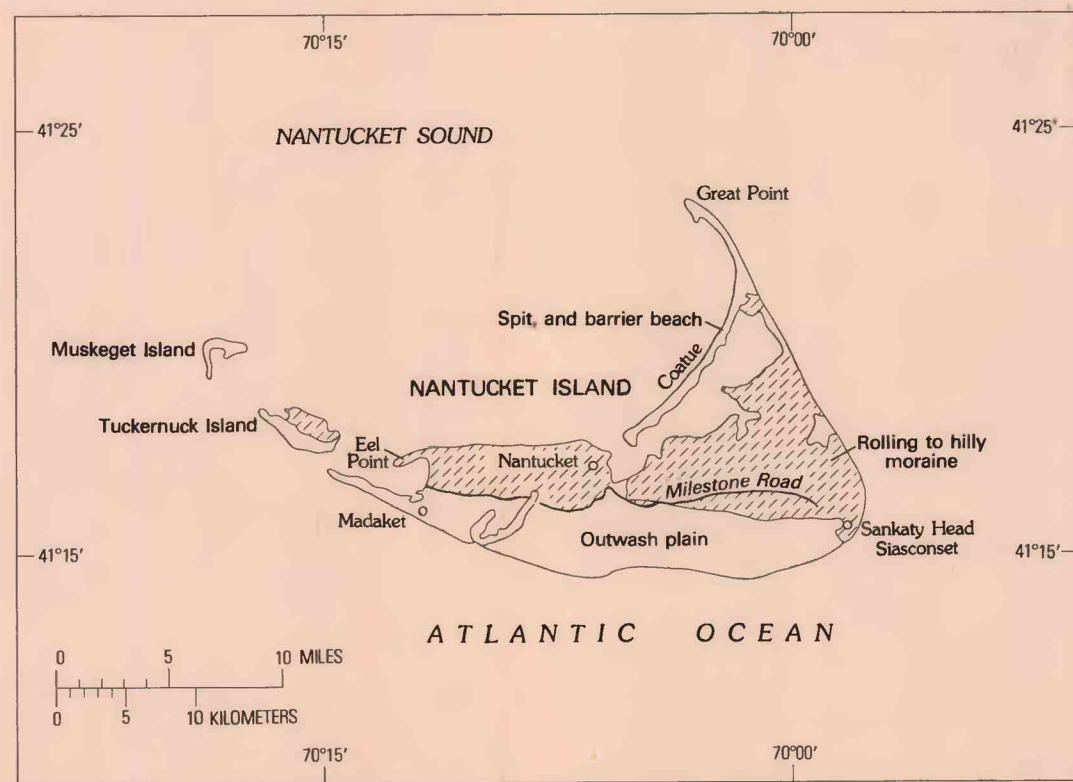 70°15′
70°00′
41°25′
41°25′
NANTUCKET SOUND
Great Point
Spit, and barrier beach
Coatue
Muskeget Island
NANTUCKET ISLAND
Tuckernuck Island
Eel
Point
Nantucket
Rolling to hilly
moraine
Milestone Road
Madaket
Outwash plain
Sankaty Head
Siasconset
41°15′
41°15′
ATLANTIC OCEAN
0 5 10 MILES
0 5 10 KILOMETERS
70°15′
70°00′